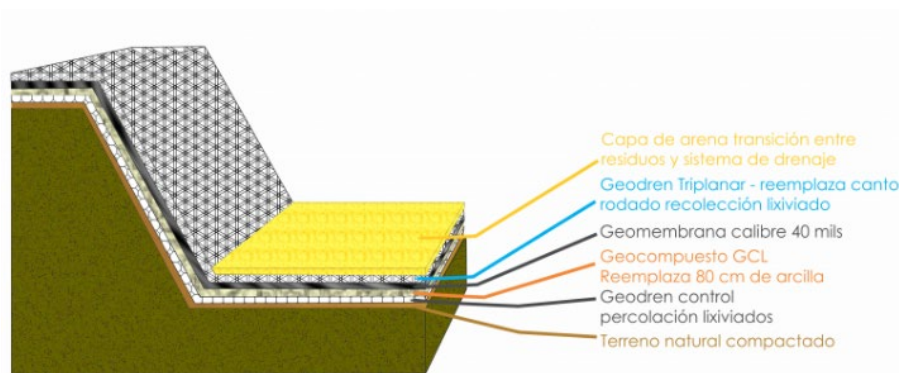 Capa de arena transición entre
residuos y sistema de drenaje
Geodren Triplanar - reemplaza canto
rodado recolección lixiviado
Geomembrana calibre 40 mils
Geocompuesto GCL
Reemplaza 80 cm de arcilla
Geodren control
percolación lixiviados
Terreno natural compactado